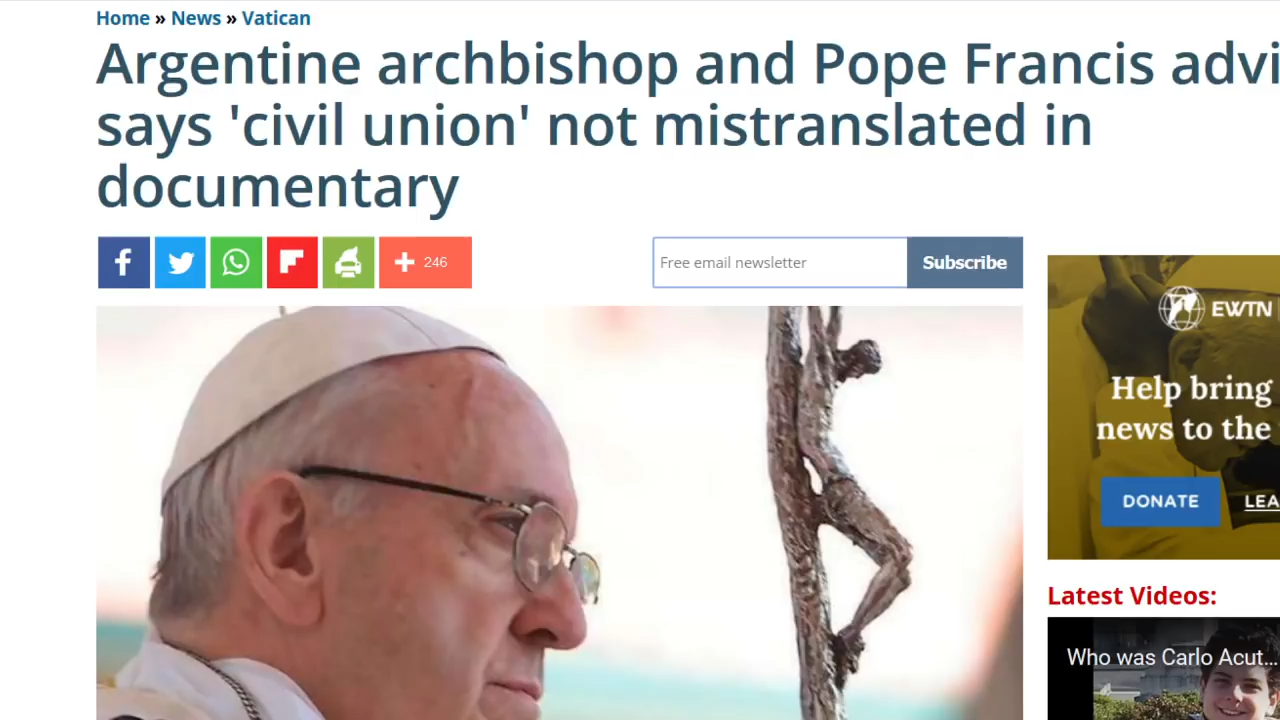 Home » News » Vatican
Argentine archbishop and Pope Francis advi
says 'civil union' not mistranslated in
documentary
246
Free email newsletter
Subscribe
EWTN
Help bring
news to the
DONATE
LEA
Latest Videos:
Who was Carlo Acut...